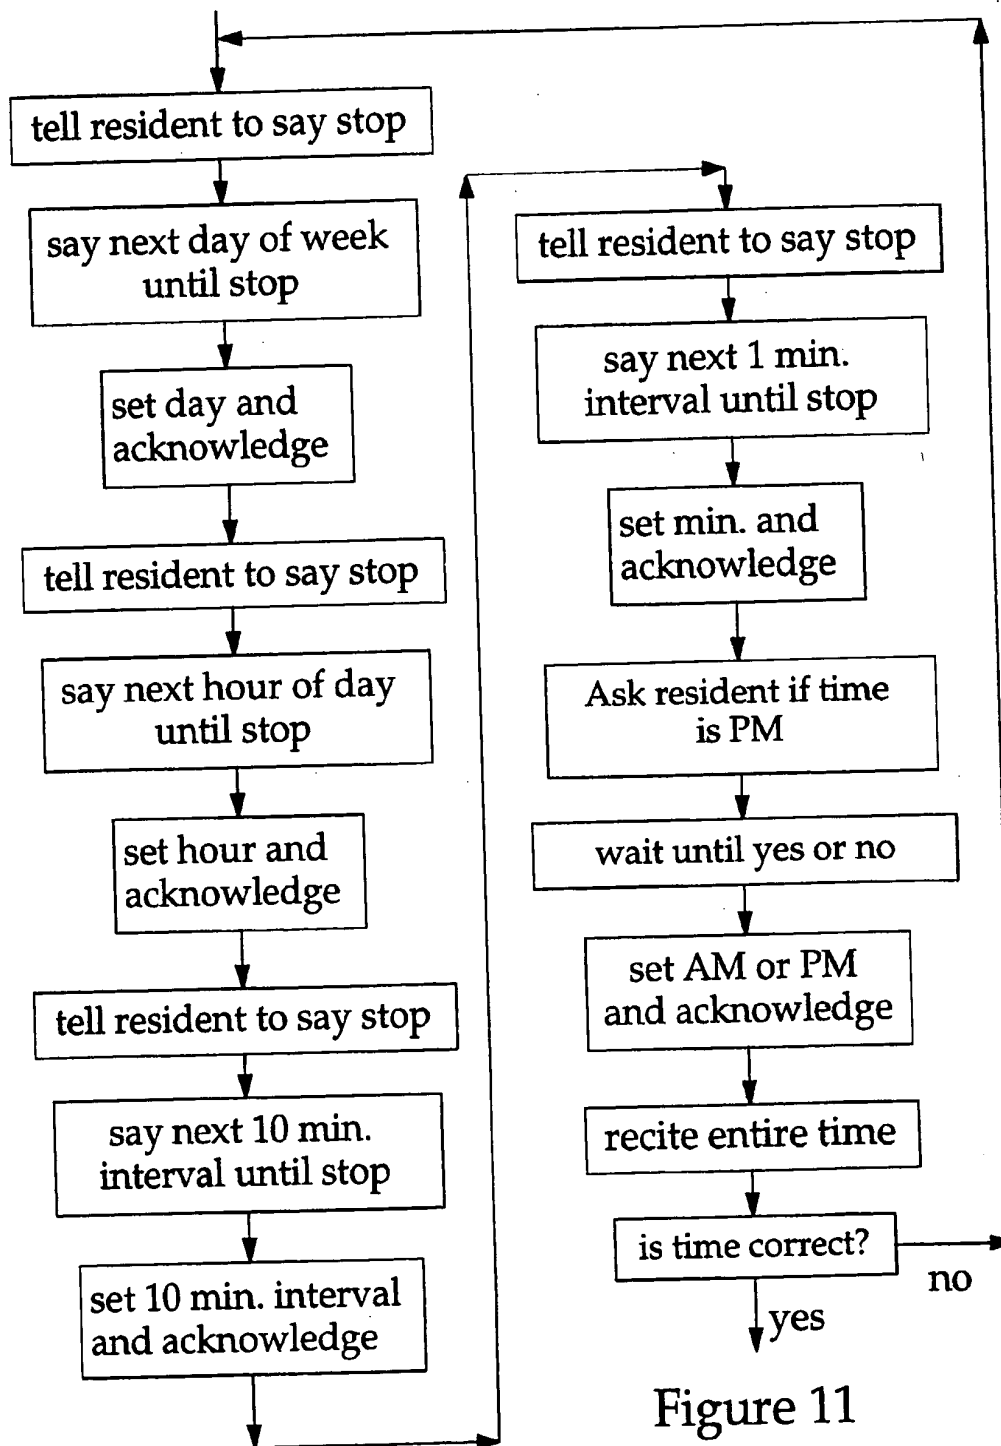 tell resident to say stop
say next day of week
until stop
set day and
acknowledge
tell resident to say stop
say next hour of day
until stop
set hour and
acknowledge
tell resident to say stop
say next 10 min.
interval until stop
set 10 min. interval
and acknowledge
tell resident to say stop
say next 1 min.
interval until stop
set min. and
acknowledge
Ask resident if time
is PM
wait until yes or no
set AM or PM
and acknowledge
recite entire time
is time correct?
no
yes
Figure 11